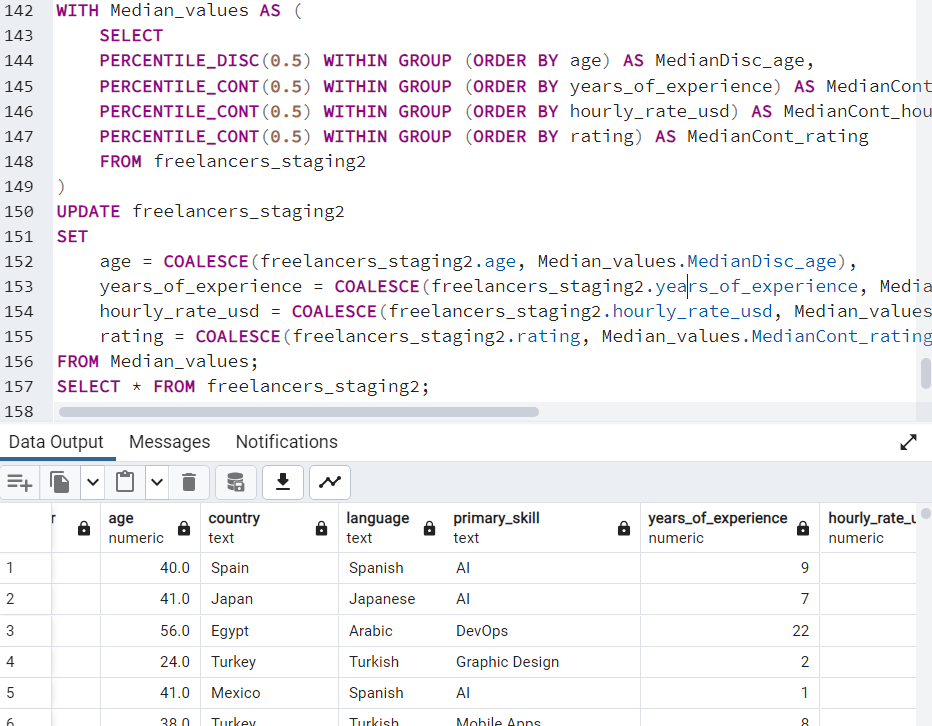 142 WITH Median_values AS (
143 SELECT
144 PERCENTILE_DISC(0.5) WITHIN GROUP (ORDER BY age) AS MedianDisc_age,
145 PERCENTILE_CONT(0.5) WITHIN GROUP (ORDER BY years_of_experience) AS MedianCont
146 PERCENTILE_CONT(0.5) WITHIN GROUP (ORDER BY hourly_rate_usd) AS MedianCont_hou
147 PERCENTILE_CONT(0.5) WITHIN GROUP (ORDER BY rating) AS MedianCont_rating
148 FROM freelancers_staging2
149 )
150 UPDATE freelancers_staging2
151 SET
152 age = COALESCE(freelancers_staging2.age, Median_values.MedianDisc_age),
153 years_of_experience = COALESCE(freelancers_staging2.years_of_experience, Media
154 hourly_rate_usd = COALESCE(freelancers_staging2.hourly_rate_usd, Median_values
155 rating = COALESCE(freelancers_staging2.rating, Median_values.MedianCont_rating
156 FROM Median_values;
157 SELECT * FROM freelancers_staging2;
158
Data Output Messages Notifications
r age country language primary_skill years_of_experience hourly_rate_u
numeric text text text numeric numeric
1 40.0 Spain Spanish AI 9
2 41.0 Japan Japanese AI 7
3 56.0 Egypt Arabic DevOps 22
4 24.0 Turkey Turkish Graphic Design 2
5 41.0 Mexico Spanish AI 1
6 38.0 Turkey Turkish Mobile Apps 8